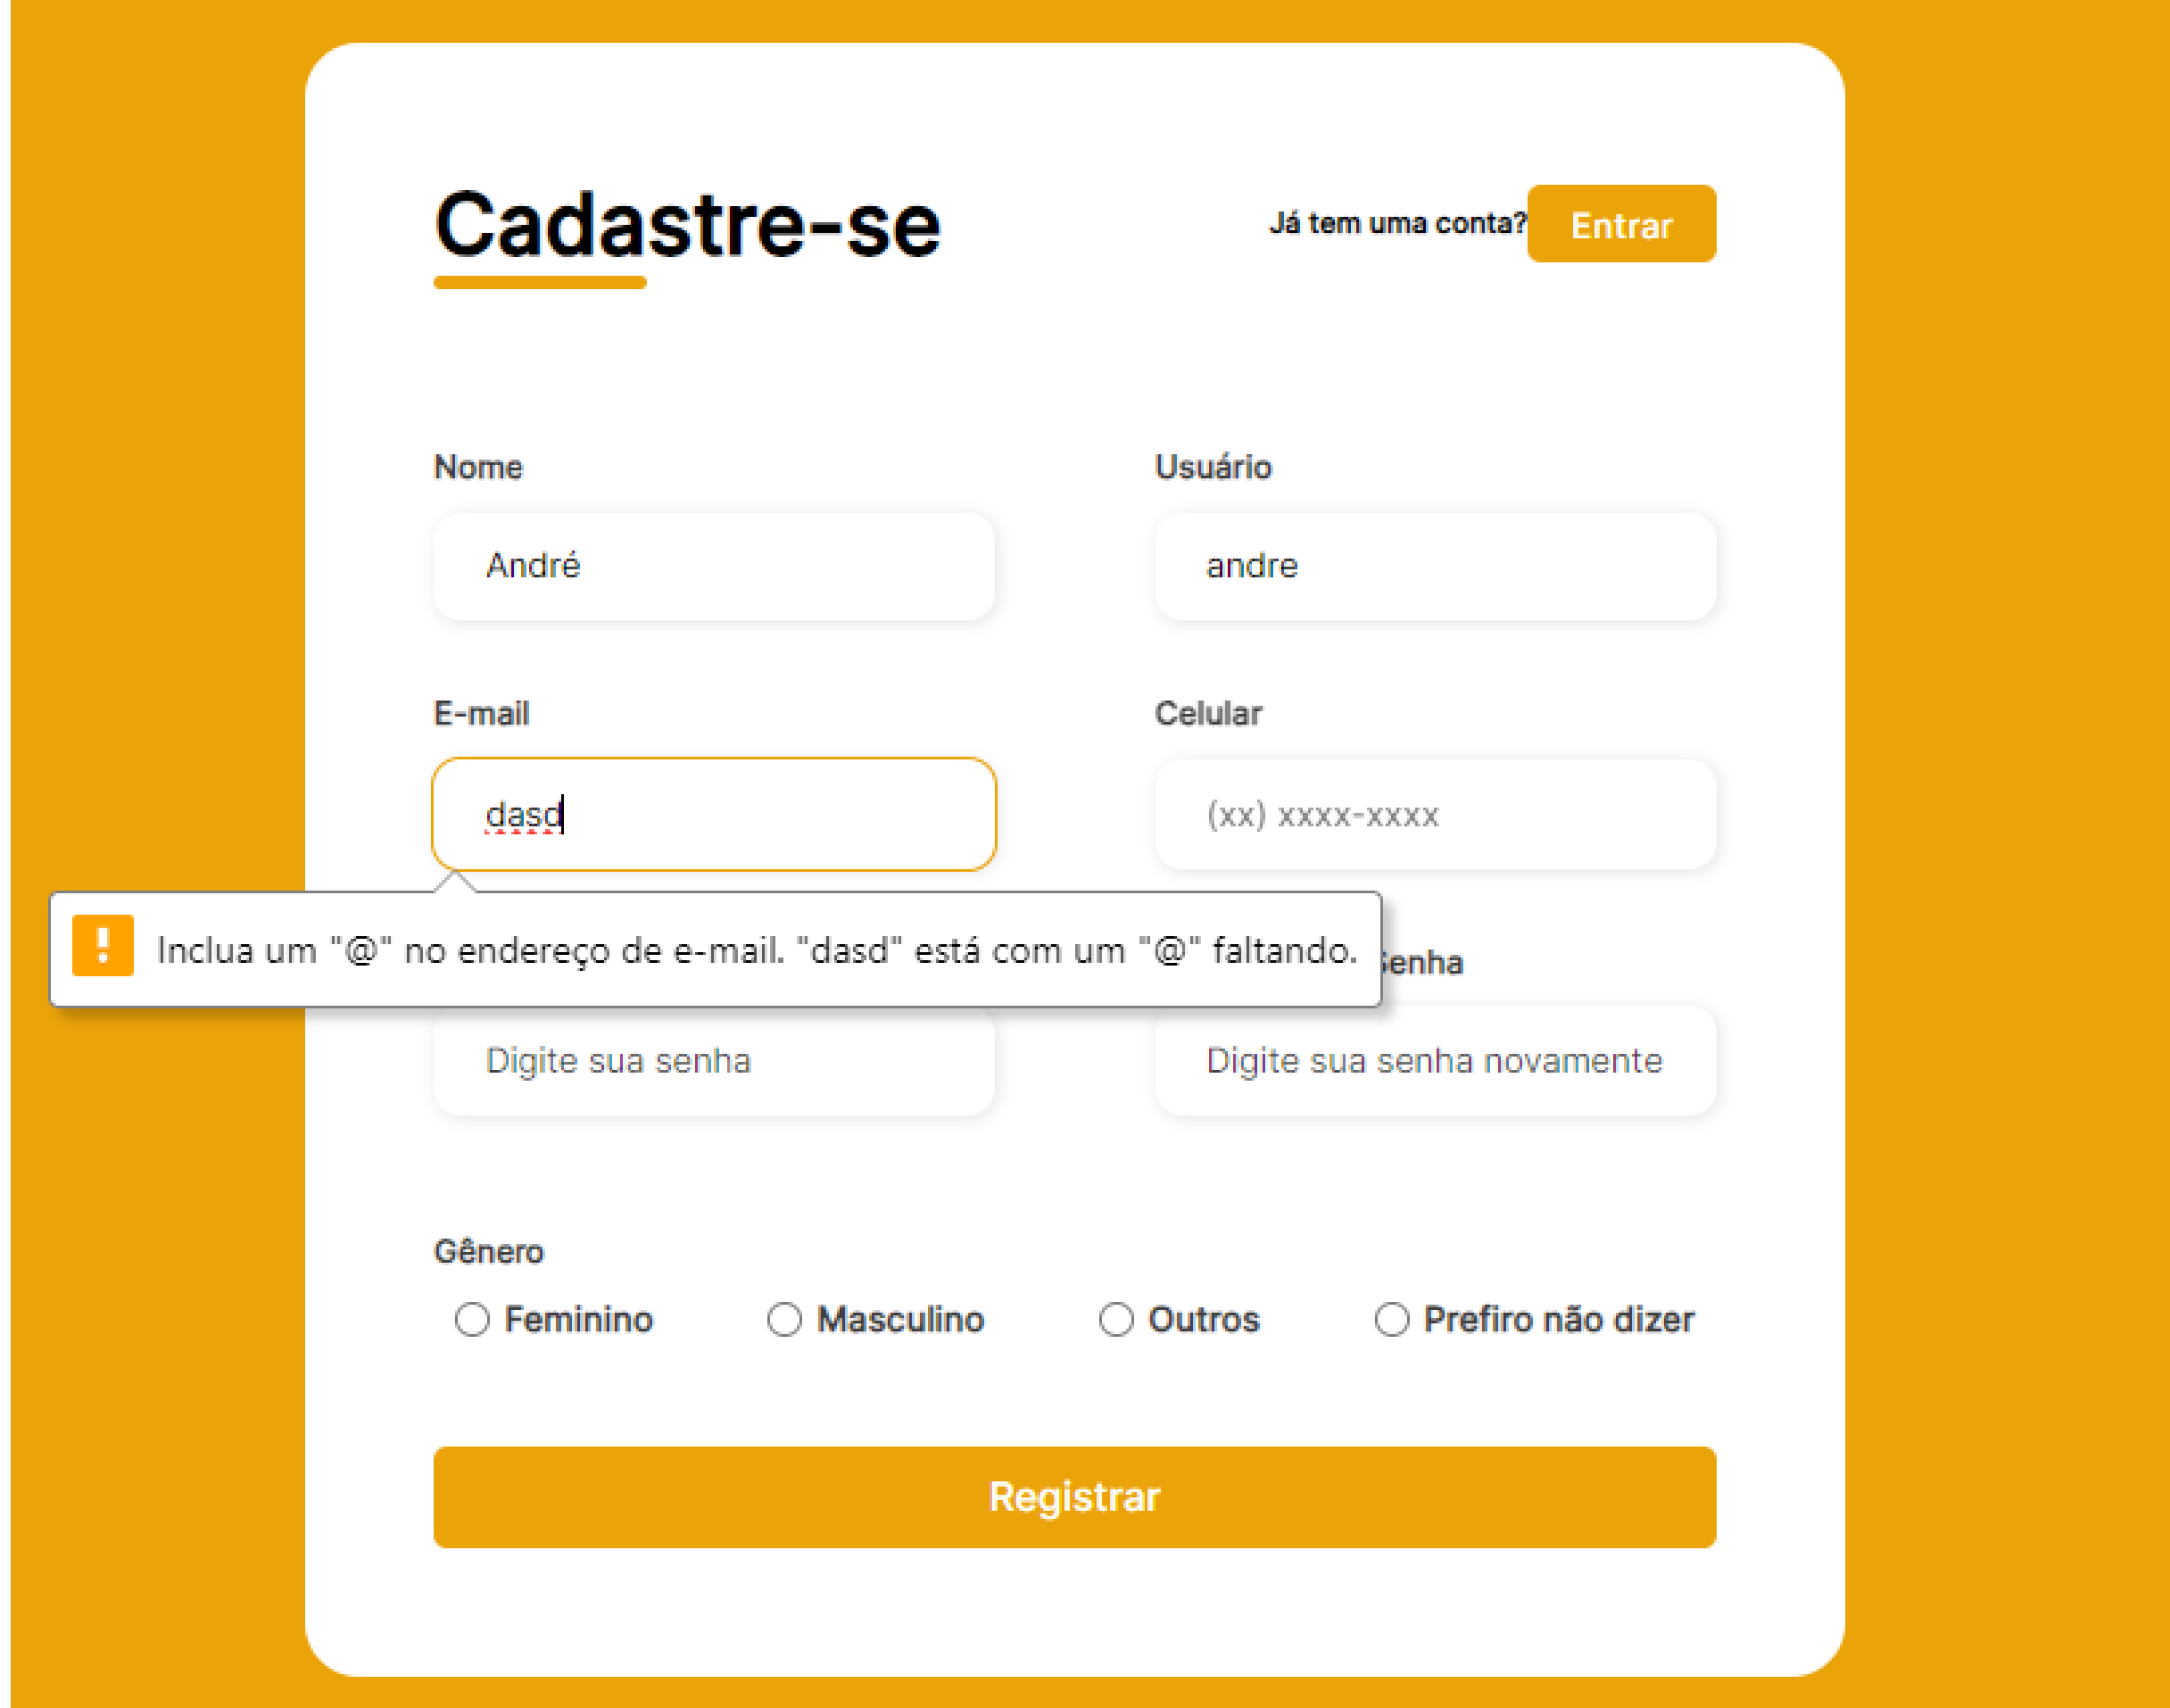 Cadastre-se
Já tem uma conta? Entrar
Nome
Usuário
André
andre
E-mail
Celular
dasd
(xx) xxxx-xxxx
! Inclua um "@" no endereço de e-mail. "dasd" está com um "@" faltando.
Senha
Digite sua senha
Digite sua senha novamente
Gênero
Feminino Masculino Outros Prefiro não dizer
Registrar